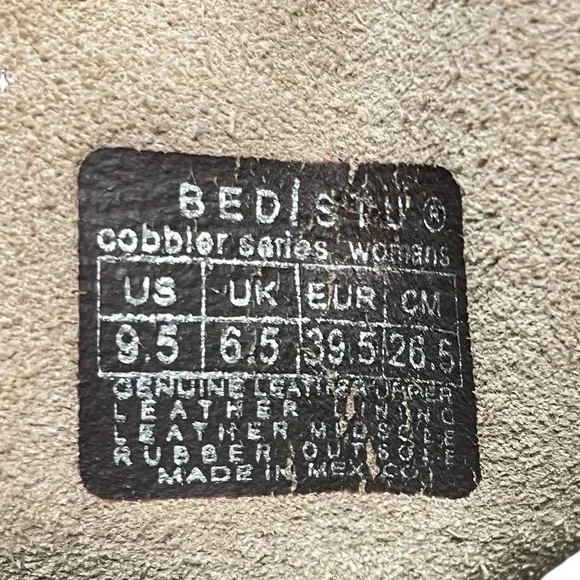 BED|STU®
cobbler series womans
US UK EUR CM
9.5 6.5 39.5 26.5
GENUINE LEATHER UPPER
LEATHER LINING
LEATHER MIDSOLE
RUBBER OUTSOLE
MADE IN MEXICO